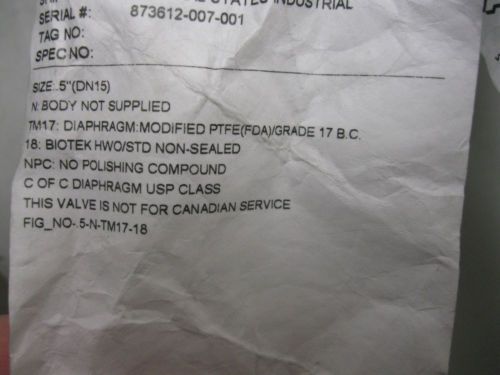 STATES INDUSTRIAL
SERIAL #: 873612-007-001
TAG NO:
SPEC NO:
SIZE: .5"(DN15)
N: BODY NOT SUPPLIED
TM17: DIAPHRAGM:MODIFIED PTFE(FDA)/GRADE 17 B.C.
18: BIOTEK HWO/STD NON-SEALED
NPC: NO POLISHING COMPOUND
C OF C DIAPHRAGM USP CLASS
THIS VALVE IS NOT FOR CANADIAN SERVICE
FIG_NO-.5-N-TM17-18